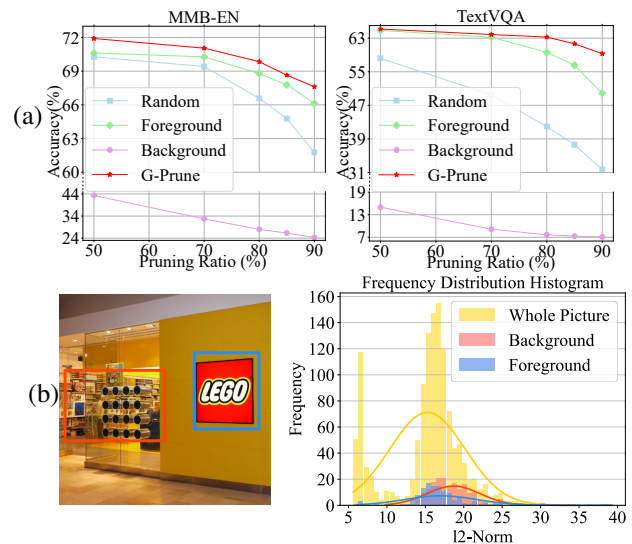 (a)
MMB-EN
Accuracy(%)
72
69
66
63
60
44
34
24
Random
Foreground
Background
G-Prune
50 60 70 80 90
Pruning Ratio (%)
TextVQA
Accuracy(%)
63
55
47
39
31
19
13
7
Random
Foreground
Background
G-Prune
50 60 70 80 90
Pruning Ratio (%)
(b)
LEGO
Frequency Distribution Histogram
Frequency
160
140
120
100
80
60
40
20
0
Whole Picture
Background
Foreground
5 10 15 20 25 30 35 40
l2-Norm